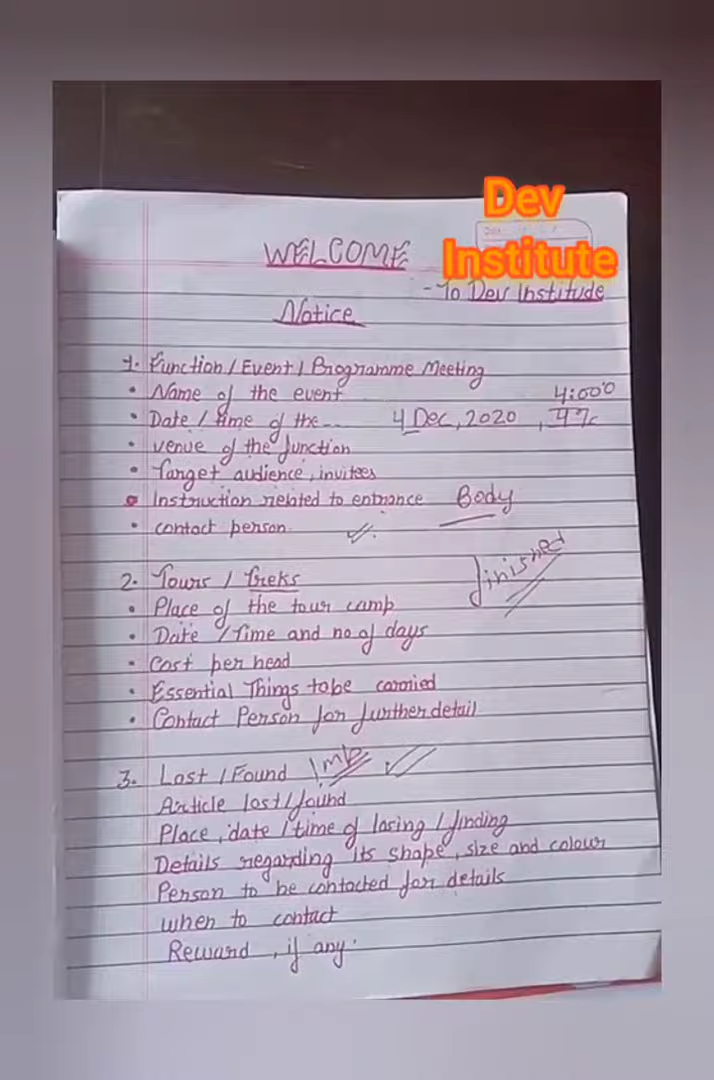 Dev
Institute
WELCOME
- To Dev Institude
Notice
1. Function / Event / Programme Meeting
• Name of the event 4:00
• Date / time of the -- 4 Dec, 2020 ,
• venue of the function
• Target audience, invitees
• Instruction related to entrance Body
• contact person.
finished
2. Tours / Treks
• Place of the tour camp
• Date / Time and no of days
• Cost per head
• Essential Things to be carried
• Contact Person for further detail
3. Lost / Found Imp
Article lost / found
Place, date / time of losing / finding
Details regarding its shape, size and colour
Person to be contacted for details
when to contact
Reward, if any.